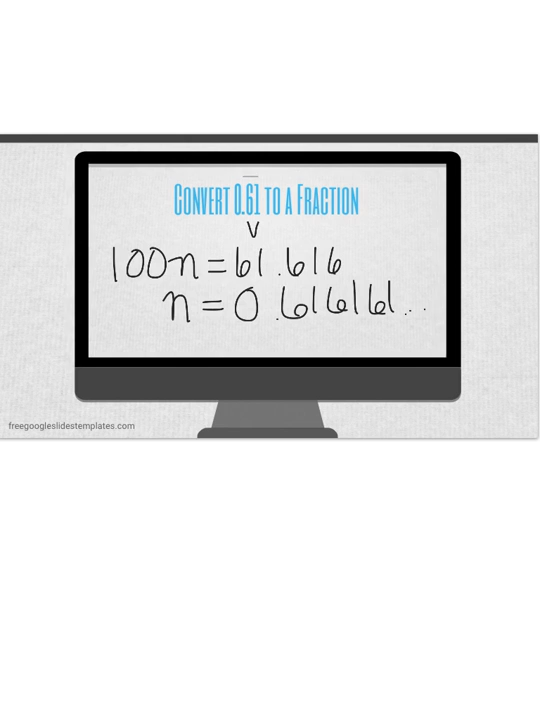 CONVERT 0.61 TO A FRACTION
100n = 61.616
n = 0.616161...
freegoogleslidestemplates.com